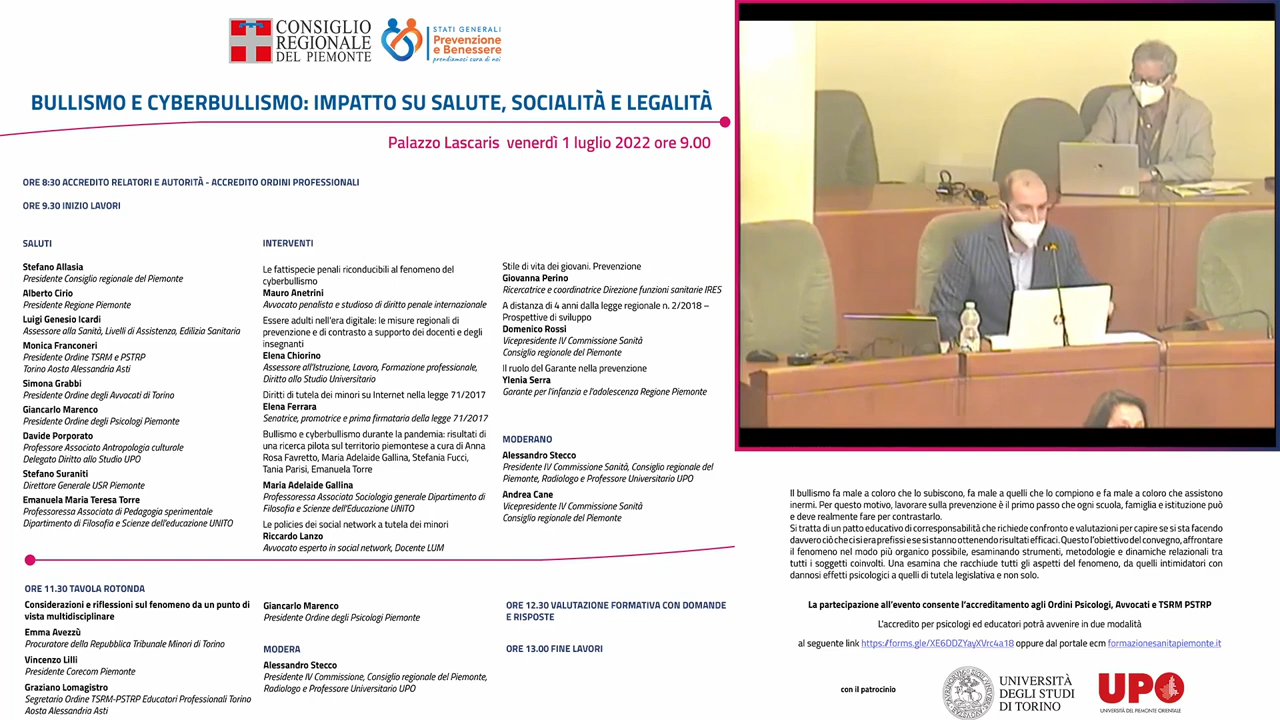 CONSIGLIO
REGIONALE
DEL PIEMONTE
STATI GENERALI
Prevenzione
e Benessere
prendiamoci cura di noi
BULLISMO E CYBERBULLISMO: IMPATTO SU SALUTE, SOCIALITÀ E LEGALITÀ
Palazzo Lascaris venerdì 1 luglio 2022 ore 9.00
ORE 8:30 ACCREDITO RELATORI E AUTORITÀ - ACCREDITO ORDINI PROFESSIONALI
ORE 9.30 INIZIO LAVORI
SALUTI
Stefano Allasia
Presidente Consiglio regionale del Piemonte
Alberto Cirio
Presidente Regione Piemonte
Luigi Genesio Icardi
Assessore alla Sanità, Livelli di Assistenza, Edilizia Sanitaria
Monica Franconeri
Presidente Ordine TSRM e PSTRP
Torino Aosta Alessandria Asti
Simona Grabbi
Presidente Ordine degli Avvocati di Torino
Giancarlo Marenco
Presidente Ordine degli Psicologi Piemonte
Davide Porporato
Professore Associato Antropologia culturale
Delegato Diritto allo Studio UPO
Stefano Suraniti
Direttore Generale USR Piemonte
Emanuela Maria Teresa Torre
Professoressa Associata di Pedagogia sperimentale
Dipartimento di Filosofia e Scienze dell'educazione UNITO
INTERVENTI
Le fattispecie penali riconducibili al fenomeno del
cyberbullismo
Mauro Anetrini
Avvocato penalista e studioso di diritto penale internazionale
Essere adulti nell'era digitale: le misure regionali di
prevenzione e di contrasto a supporto dei docenti e degli
insegnanti
Elena Chiorino
Assessore all'Istruzione, Lavoro, Formazione professionale,
Diritto allo Studio Universitario
Diritti di tutela dei minori su Internet nella legge 71/2017
Elena Ferrara
Senatrice, promotrice e prima firmataria della legge 71/2017
Bullismo e cyberbullismo durante la pandemia: risultati di
una ricerca pilota sul territorio piemontese a cura di Anna
Rosa Favretto, Maria Adelaide Gallina, Stefania Fucci,
Tania Parisi, Emanuela Torre
Maria Adelaide Gallina
Professoressa Associata Sociologia generale Dipartimento di
Filosofia e Scienze dell'Educazione UNITO
Le policies dei social network a tutela dei minori
Riccardo Lanzo
Avvocato esperto in social network, Docente LUM
Stile di vita dei giovani. Prevenzione
Giovanna Perino
Ricercatrice e coordinatrice Direzione funzioni sanitarie IRES
A distanza di 4 anni dalla legge regionale n. 2/2018 –
Prospettive di sviluppo
Domenico Rossi
Vicepresidente IV Commissione Sanità
Consiglio regionale del Piemonte
Il ruolo del Garante nella prevenzione
Ylenia Serra
Garante per l'infanzia e l'adolescenza Regione Piemonte
MODERANO
Alessandro Stecco
Presidente IV Commissione Sanità, Consiglio regionale del
Piemonte, Radiologo e Professore Universitario UPO
Andrea Cane
Vicepresidente IV Commissione Sanità
Consiglio regionale del Piemonte
ORE 11.30 TAVOLA ROTONDA
Considerazioni e riflessioni sul fenomeno da un punto di
vista multidisciplinare
Emma Avezzù
Procuratore della Repubblica Tribunale Minori di Torino
Vincenzo Lilli
Presidente Corecom Piemonte
Graziano Lomagistro
Segretario Ordine TSRM-PSTRP Educatori Professionali Torino
Aosta Alessandria Asti
Giancarlo Marenco
Presidente Ordine degli Psicologi Piemonte
MODERA
Alessandro Stecco
Presidente IV Commissione, Consiglio regionale del Piemonte,
Radiologo e Professore Universitario UPO
ORE 12.30 VALUTAZIONE FORMATIVA CON DOMANDE
E RISPOSTE
ORE 13.00 FINE LAVORI
Il bullismo fa male a coloro che lo subiscono, fa male a quelli che lo compiono e fa male a coloro che assistono
inermi. Per questo motivo, lavorare sulla prevenzione è il primo passo che ogni scuola, famiglia e istituzione può
e deve realmente fare per contrastarlo.
Si tratta di un patto educativo di corresponsabilità che richiede confronto e valutazioni per capire se si sta facendo
davvero ciò che ci si era prefissi e se si stanno ottenendo risultati efficaci. Questo l'obiettivo del convegno, affrontare
il fenomeno nel modo più organico possibile, esaminando strumenti, metodologie e dinamiche relazionali tra
tutti i soggetti coinvolti. Una esamina che racchiude tutti gli aspetti del fenomeno, da quelli intimidatori con
dannosi effetti psicologici a quelli di tutela legislativa e non solo.
La partecipazione all'evento consente l'accreditamento agli Ordini Psicologi, Avvocati e TSRM PSTRP
L'accredito per psicologi ed educatori potrà avvenire in due modalità
al seguente link https://forms.gle/XE6DDZYayXVrc4a18 oppure dal portale ecm formazionesanitapiemonte.it
con il patrocinio
UNIVERSITÀ
DEGLI STUDI
DI TORINO
UPO
UNIVERSITÀ DEL PIEMONTE ORIENTALE